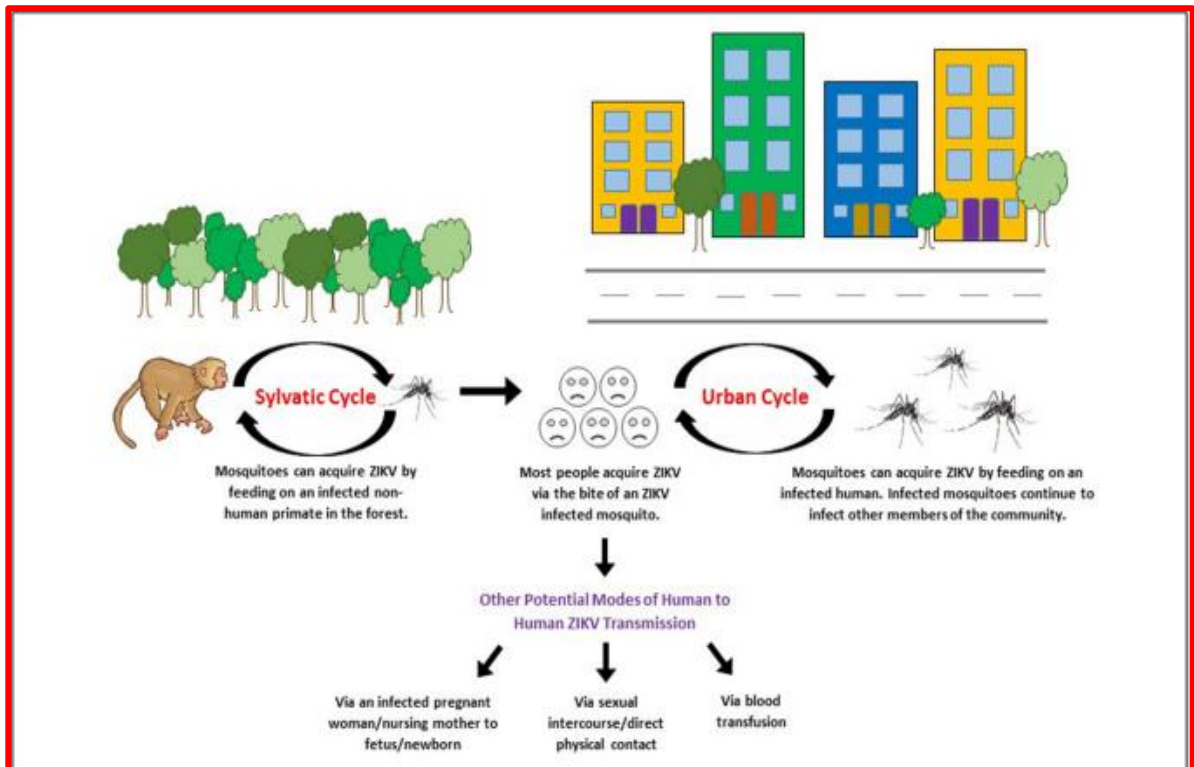 Sylvatic Cycle
Urban Cycle
Mosquitoes can acquire ZIKV by
feeding on an infected non-
human primate in the forest.
Most people acquire ZIKV
via the bite of an ZIKV
infected mosquito.
Mosquitoes can acquire ZIKV by feeding on an
infected human. Infected mosquitoes continue to
infect other members of the community.
Other Potential Modes of Human to
Human ZIKV Transmission
Via an infected pregnant
woman/nursing mother to
fetus/newborn
Via sexual
intercourse/direct
physical contact
Via blood
transfusion